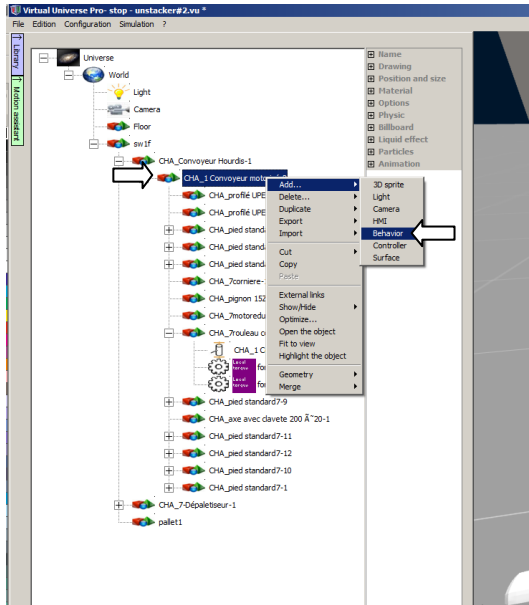 Virtual Universe Pro- stop - unstacker#2.vu *
File Edition Configuration Simulation ?
↑ Library
↑ Motion assistant
Universe
World
Light
Camera
Floor
sw1f
CHA_Convoyeur Hourdis-1
CHA_1 Convoyeur
CHA_profilé UPE
CHA_profilé UPE
CHA_pied stand
CHA_pied stand
CHA_pied stand
CHA_7corniere-
CHA_pignon 15Z
CHA_7motoredu
CHA_7rouleau c
CHA_1 C
Local
fo
Local
fo
CHA_pied standard7-9
CHA_axe avec clavete 200 Ã˜20-1
CHA_pied standard7-11
CHA_pied standard7-12
CHA_pied standard7-10
CHA_pied standard7-1
CHA_7-Dépaletiseur-1
pallet1
Add...
Delete...
Duplicate
Export
Import
Cut
Copy
Paste
External links
Show/Hide
Optimize...
Open the object
Fit to view
Highlight the object
Geometry
Merge
3D sprite
Light
Camera
HMI
Behavior
Controller
Surface
Name
Drawing
Position and size
Material
Options
Physic
Billboard
Liquid effect
Particles
Animation